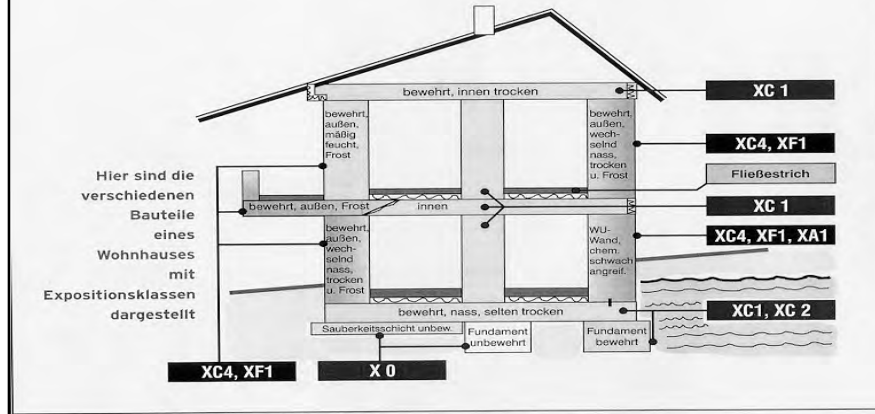 bewehrt, innen trocken
XC 1
bewehrt,
außen,
mäßig
feucht,
Frost
bewehrt,
außen,
wech-
selnd
nass,
trocken
u. Frost
XC4, XF1
Fließestrich
Hier sind die
verschiedenen
Bauteile
eines
Wohnhauses
mit
Expositionsklassen
dargestellt
bewehrt, außen, Frost
innen
XC 1
bewehrt,
außen,
wech-
selnd
nass,
trocken
u. Frost
WU-
Wand,
chem.
schwach
angreif.
XC4, XF1, XA1
bewehrt, nass, selten trocken
XC1, XC 2
Sauberkeitsschicht unbew.
Fundament
unbewehrt
Fundament
bewehrt
XC4, XF1
X 0